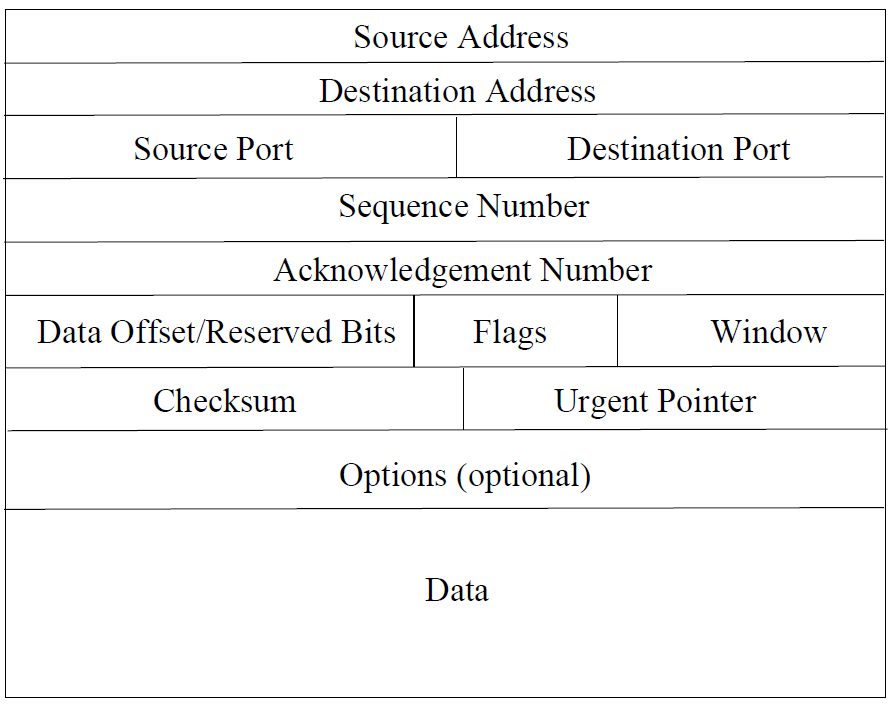 Source Address
Destination Address
Source Port Destination Port
Sequence Number
Acknowledgement Number
Data Offset/Reserved Bits Flags Window
Checksum Urgent Pointer
Options (optional)
Data